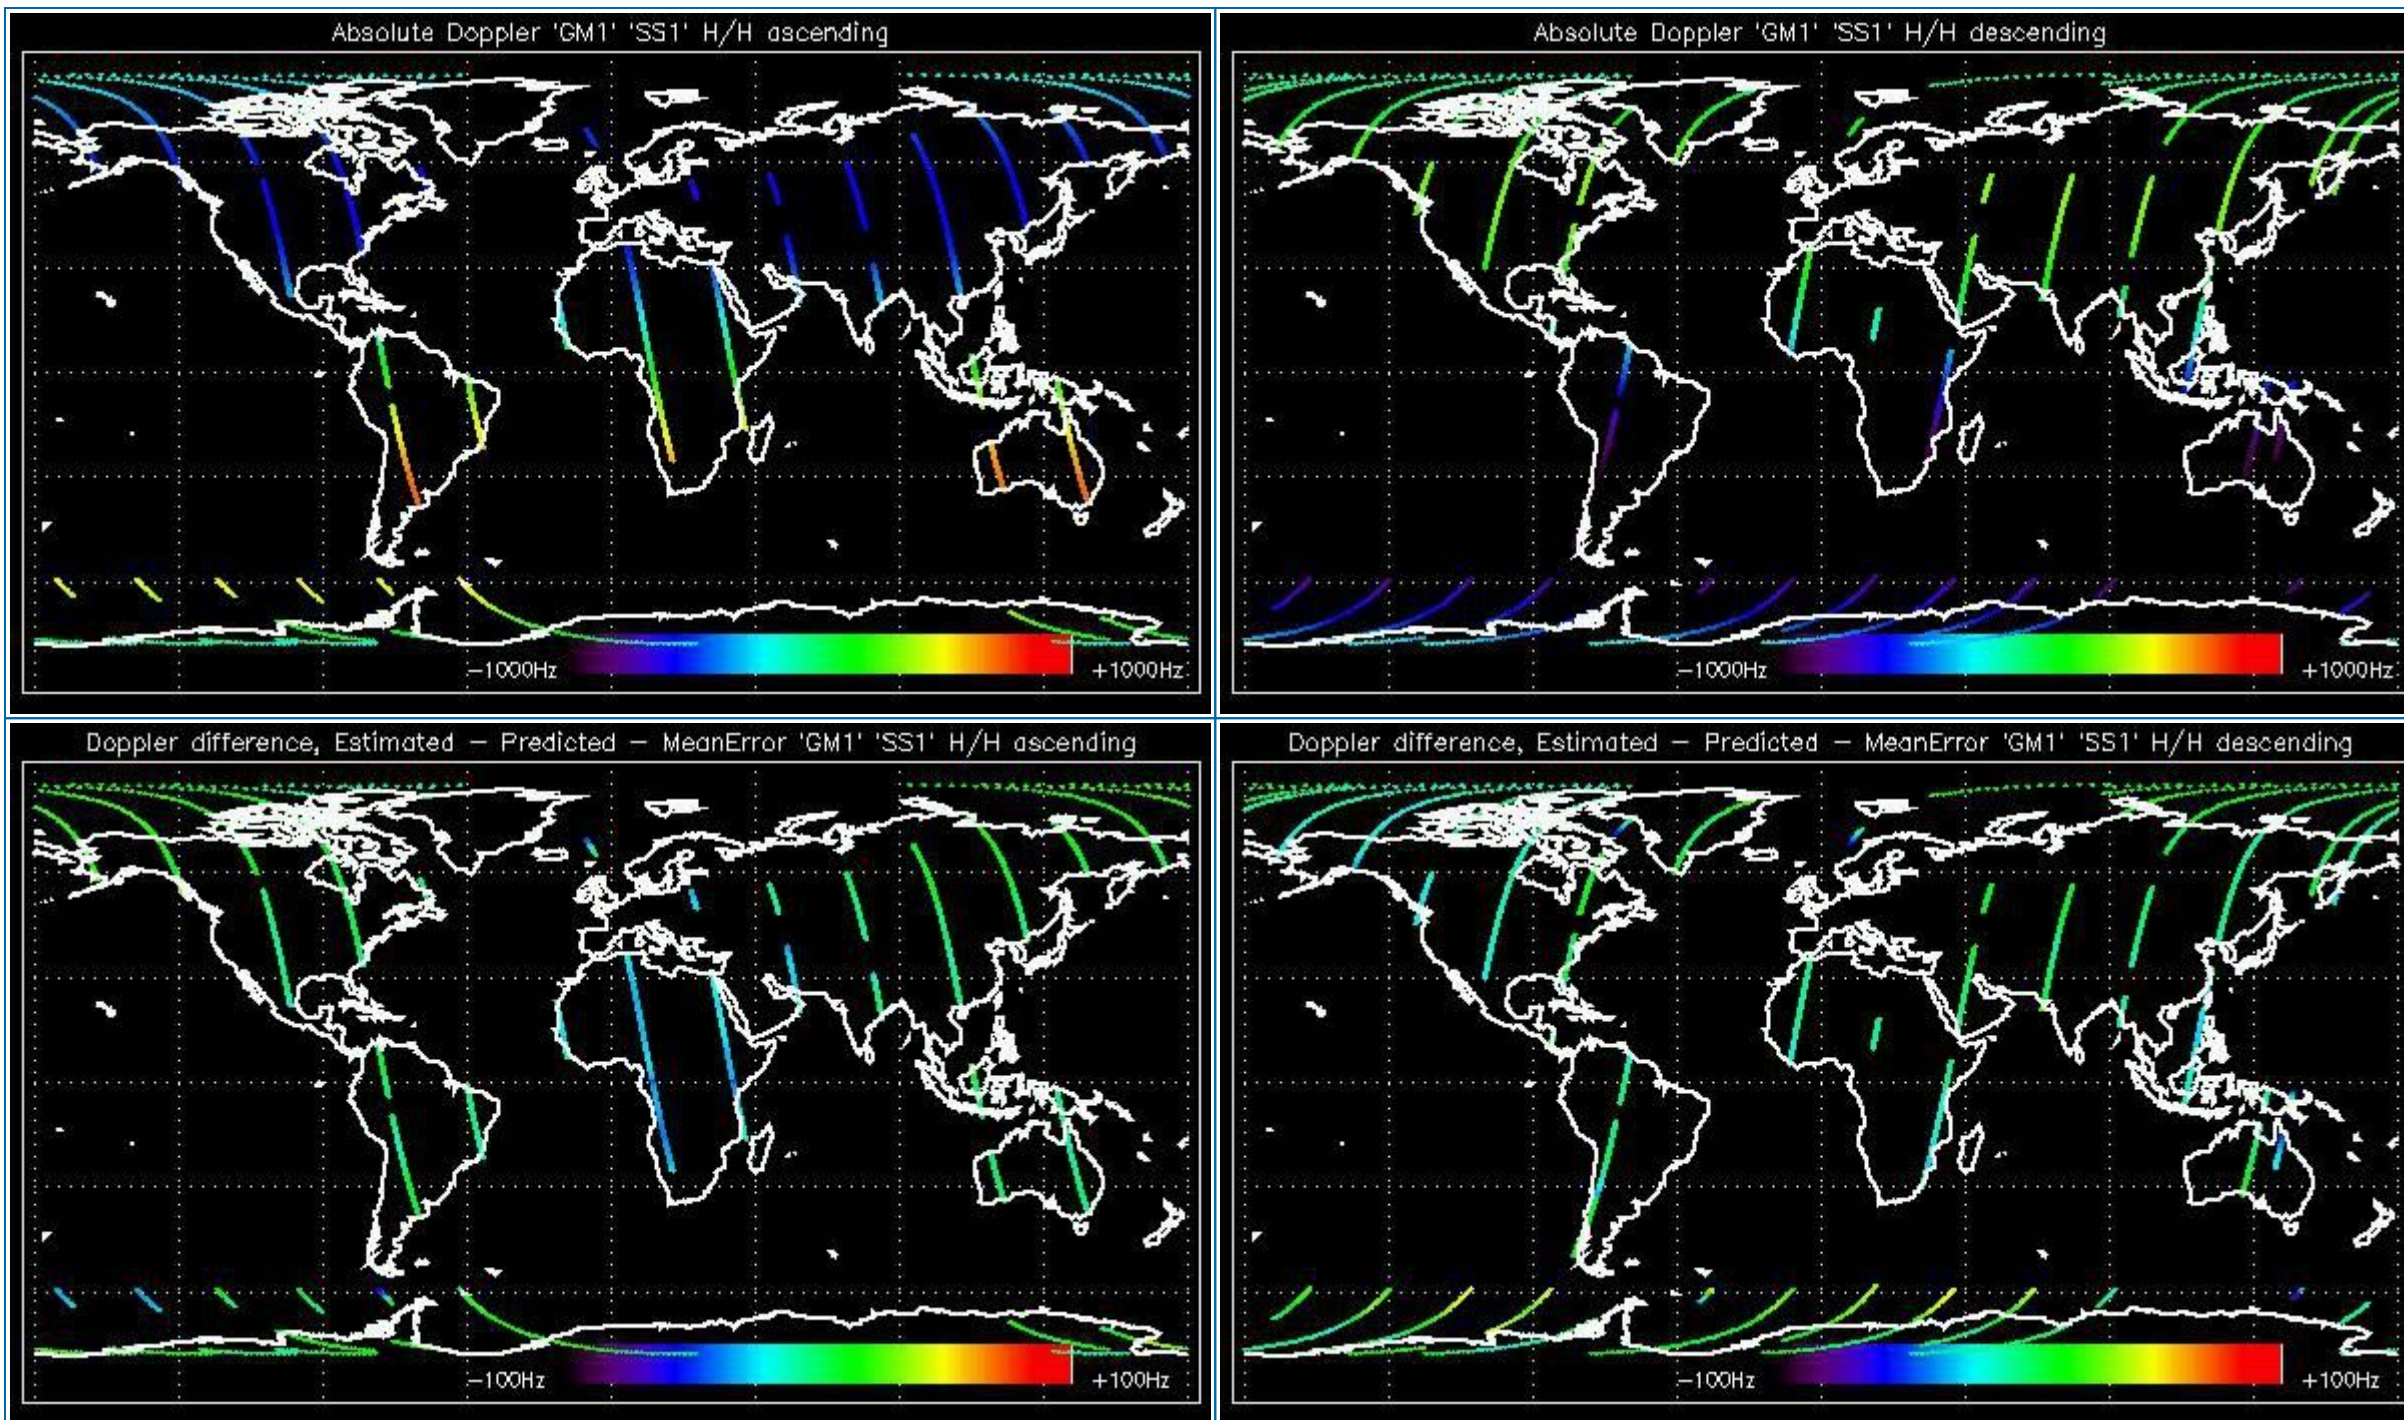 Absolute Doppler 'GM1' 'SS1' H/H ascending
−1000Hz
+1000Hz
Absolute Doppler 'GM1' 'SS1' H/H descending
−1000Hz
+1000Hz
Doppler difference, Estimated − Predicted − MeanError 'GM1' 'SS1' H/H ascending
−100Hz
+100Hz
Doppler difference, Estimated − Predicted − MeanError 'GM1' 'SS1' H/H descending
−100Hz
+100Hz